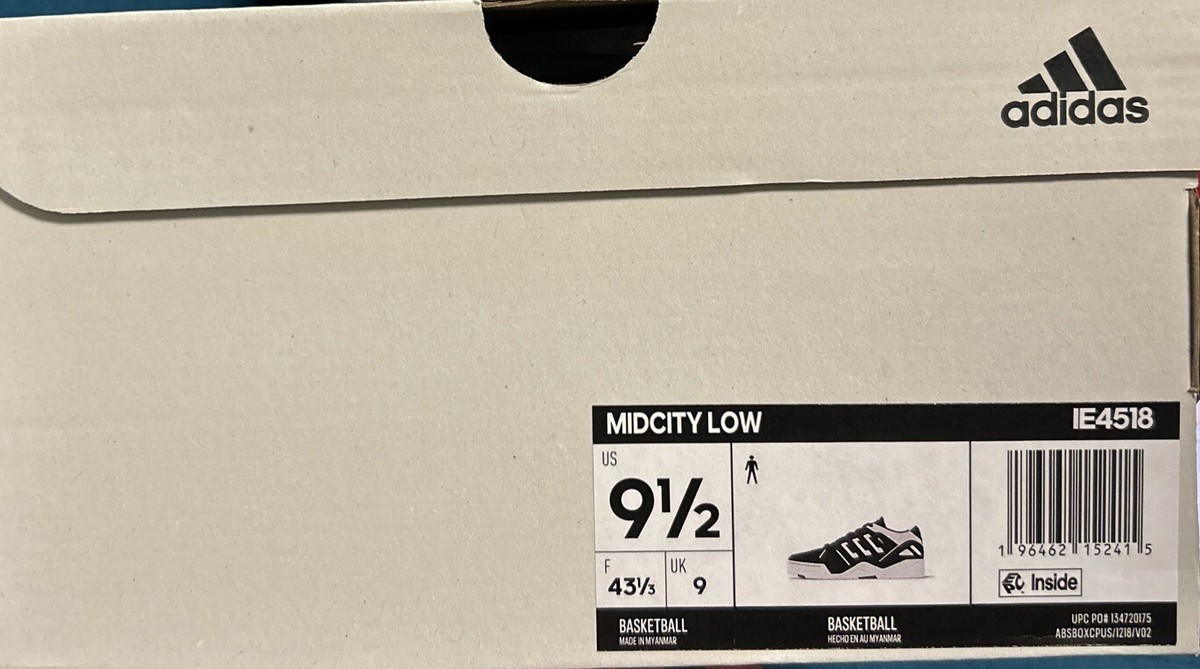 adidas
MIDCITY LOW
IE4518
US
9½
F
43⅓
UK
9
1 96462 15241 5
Inside
BASKETBALL
MADE IN MYANMAR
BASKETBALL
HECHO EN AU MYANMAR
UPC PO# 134720175
ABSBOXCPUS/1218/V02